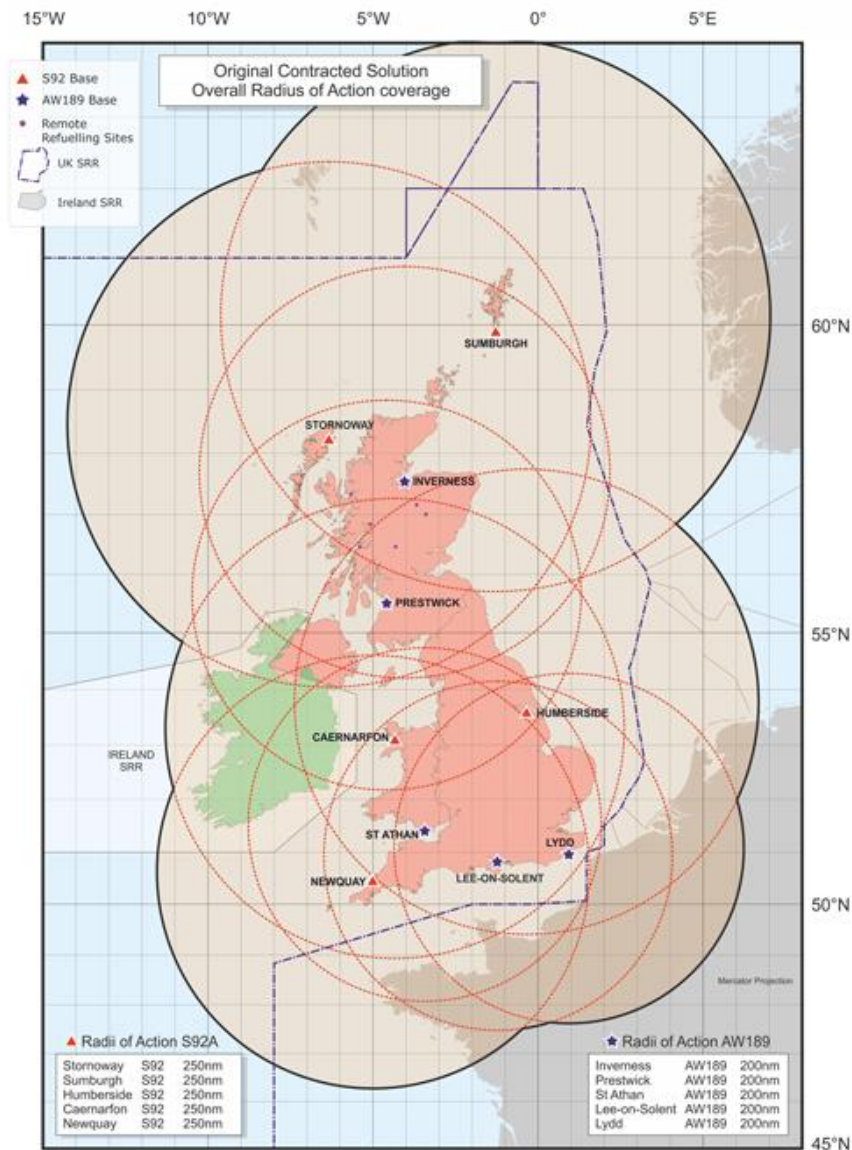 15°W 10°W 5°W 0° 5°E
Original Contracted Solution
Overall Radius of Action coverage
S92 Base
AW189 Base
Remote
Refuelling Sites
UK SRR
Ireland SRR
60°N
SUMBURGH
STORNOWAY
INVERNESS
PRESTWICK
55°N
HUMBERSIDE
CAERNARFON
IRELAND
SRR
ST ATHAN
LYDD
LEE-ON-SOLENT
NEWQUAY
50°N
Mercator Projection
Radii of Action S92A
Stornoway S92 250nm
Sumburgh S92 250nm
Humberside S92 250nm
Caernarfon S92 250nm
Newquay S92 250nm
Radii of Action AW189
Inverness AW189 200nm
Prestwick AW189 200nm
St Athan AW189 200nm
Lee-on-Solent AW189 200nm
Lydd AW189 200nm
45°N